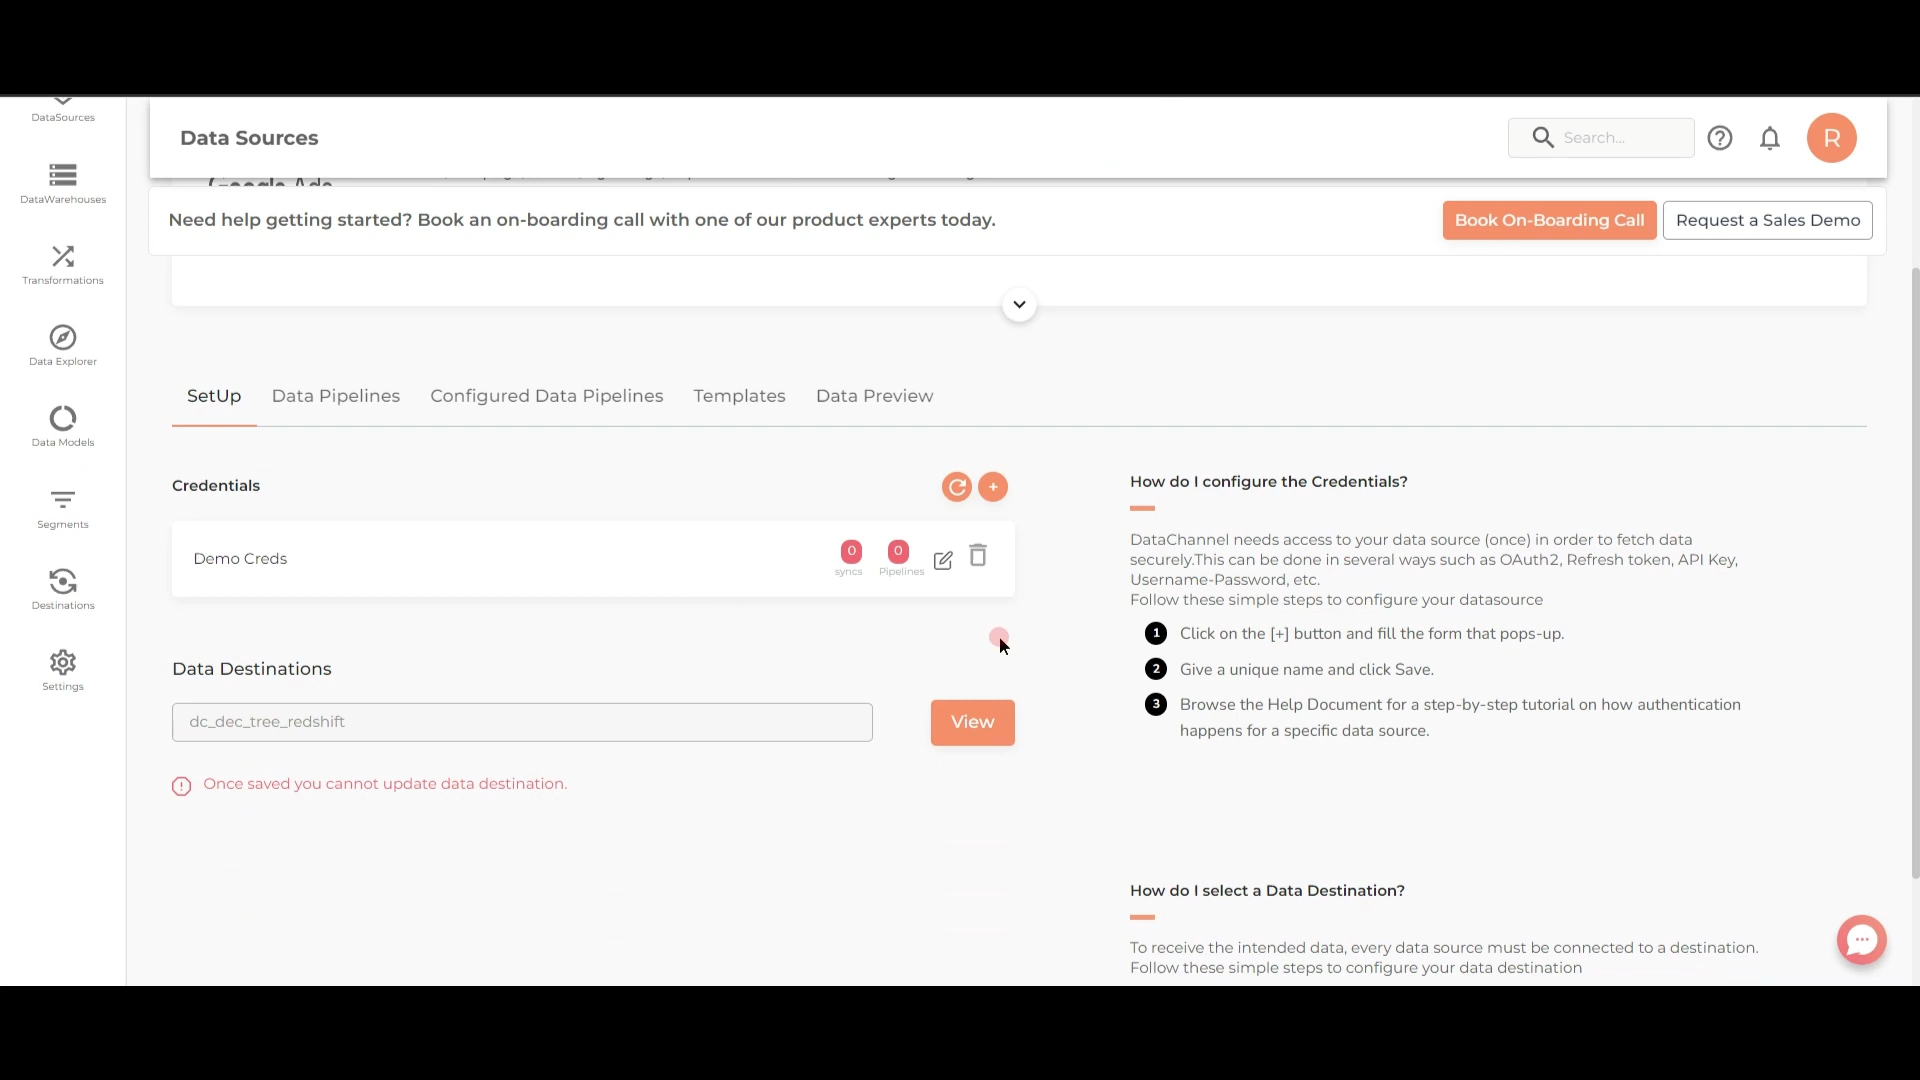 DataSources
Data Sources
Search...
R
DataWarehouses
Google Ads
Need help getting started? Book an on-boarding call with one of our product experts today.
Book On-Boarding Call
Request a Sales Demo
Transformations
Data Explorer
SetUp
Data Pipelines
Configured Data Pipelines
Templates
Data Preview
Data Models
Credentials
+
How do I configure the Credentials?
Segments
Demo Creds
0
syncs
0
Pipelines
DataChannel needs access to your data source (once) in order to fetch data
securely.This can be done in several ways such as OAuth2, Refresh token, API Key,
Username-Password, etc.
Follow these simple steps to configure your datasource
1 Click on the [+] button and fill the form that pops-up.
2 Give a unique name and click Save.
3 Browse the Help Document for a step-by-step tutorial on how authentication
happens for a specific data source.
Destinations
Settings
Data Destinations
dc_dec_tree_redshift
View
Once saved you cannot update data destination.
How do I select a Data Destination?
To receive the intended data, every data source must be connected to a destination.
Follow these simple steps to configure your data destination